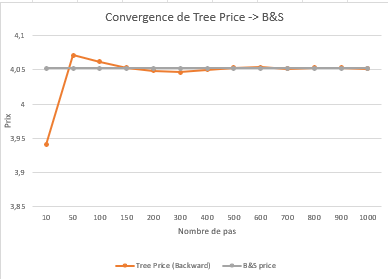 Convergence de Tree Price -> B&S
4,1
4,05
4
3,95
3,9
3,85
Prix
10 50 100 150 200 300 400 500 600 700 800 900 1000
Nombre de pas
Tree Price (Backward) B&S price